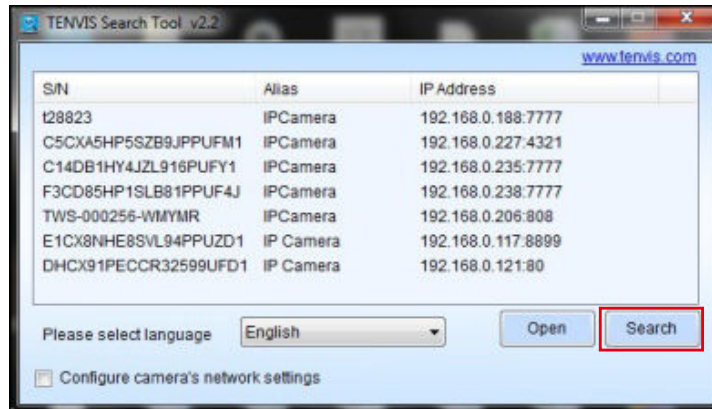 TENVIS Search Tool v2.2
www.tenvis.com
S/N Alias IP Address
t28823 IPCamera 192.168.0.188:7777
C5CXA5HP5SZB9JPPUFM1 IPCamera 192.168.0.227:4321
C14DB1HY4JZL916PUFY1 IPCamera 192.168.0.235:7777
F3CD85HP1SLB81PPUF4J IPCamera 192.168.0.238:7777
TWS-000256-WMYMR IPCamera 192.168.0.206:808
E1CX8NHE8SVL94PPUZD1 IP Camera 192.168.0.117:8899
DHCX91PECCR32599UFD1 IP Camera 192.168.0.121:80
Please select language English Open Search
Configure camera's network settings